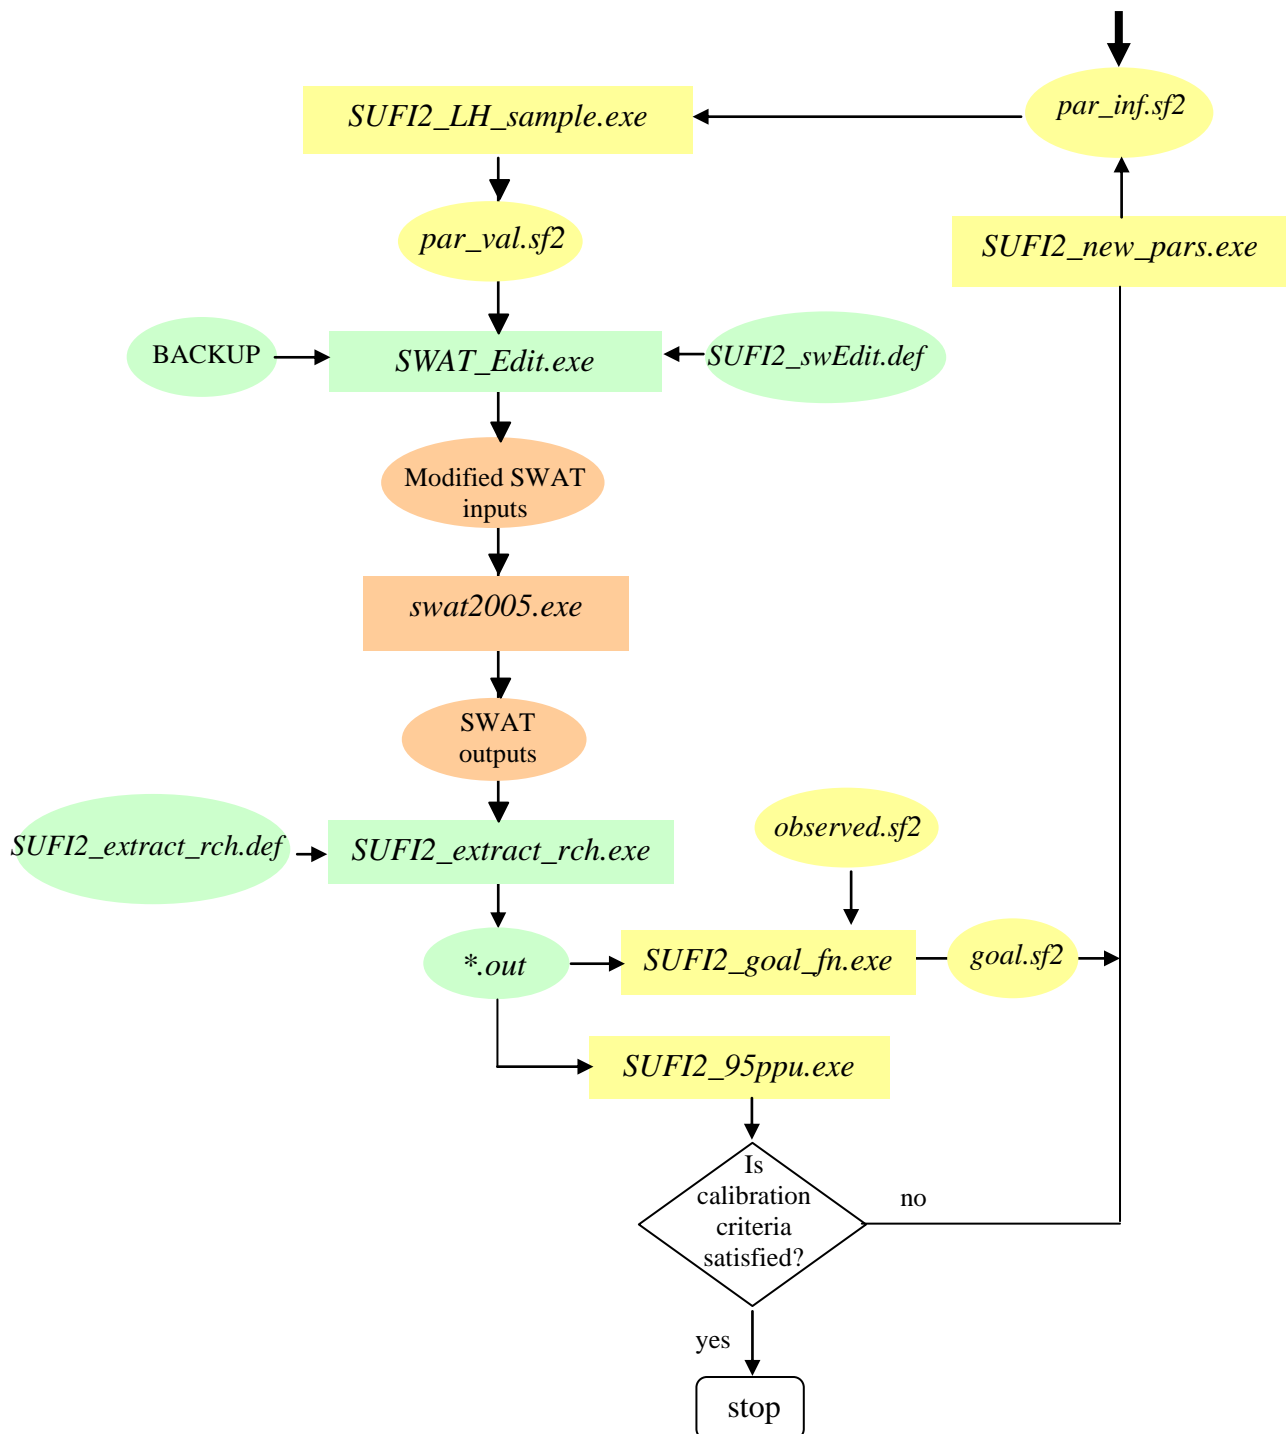 par_inf.sf2
SUFI2_LH_sample.exe
par_val.sf2
SUFI2_new_pars.exe
BACKUP
SWAT_Edit.exe
SUFI2_swEdit.def
Modified SWAT
inputs
swat2005.exe
SWAT
outputs
SUFI2_extract_rch.def
SUFI2_extract_rch.exe
observed.sf2
*.out
SUFI2_goal_fn.exe
goal.sf2
SUFI2_95ppu.exe
Is
calibration
criteria
satisfied?
no
yes
stop